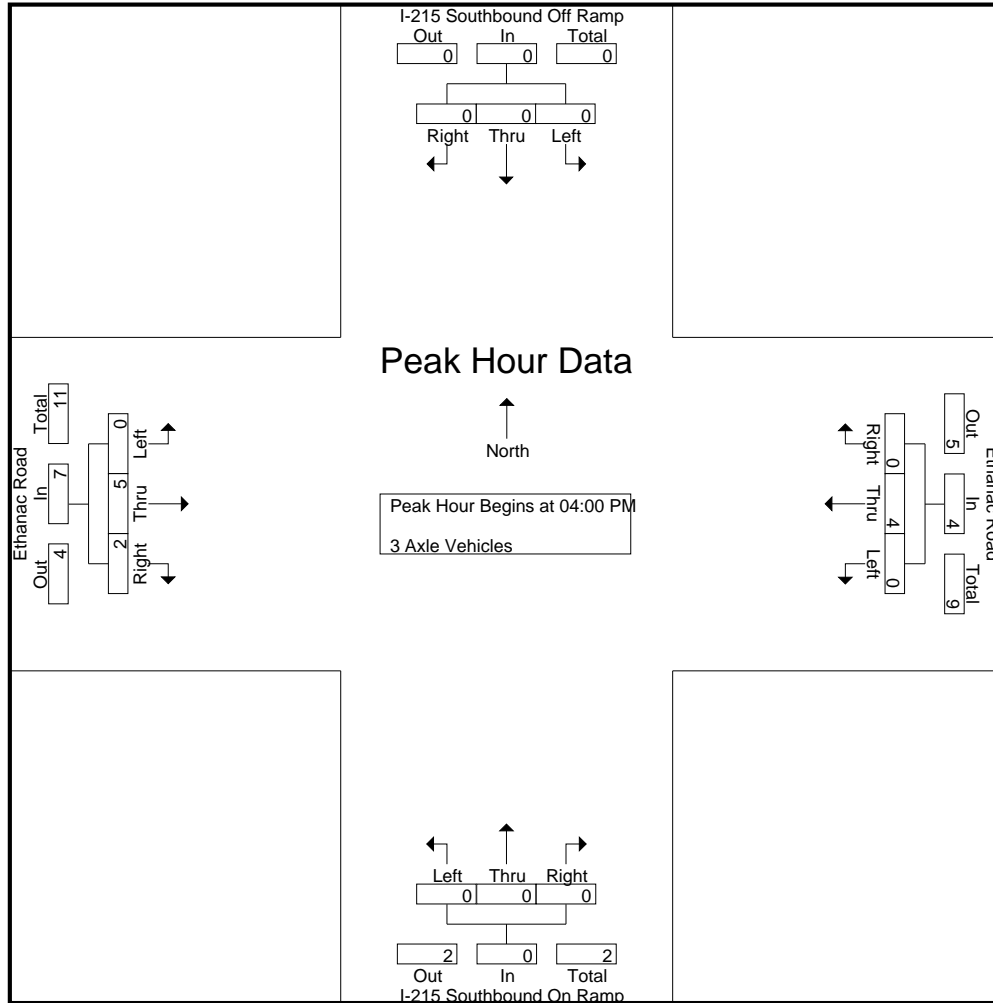 I-215 Southbound Off Ramp
Out In Total
0 0 0
0 0 0
Right Thru Left
Peak Hour Data
North
Peak Hour Begins at 04:00 PM
3 Axle Vehicles
Ethanac Road
Total In Out
11 7 4
0 5 2
Left Thru Right
Right Thru Left
0 4 0
5 4 9
Out In Total
Ethanac Road
Left Thru Right
0 0 0
2 0 2
Out In Total
I-215 Southbound On Ramp